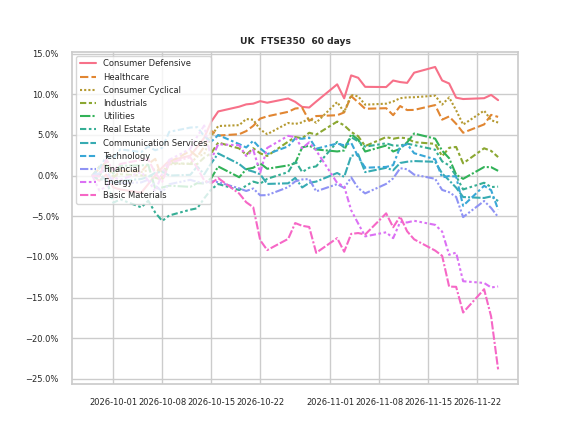 UK  FTSE350  60 days
15.0%
10.0%
5.0%
0.0%
−5.0%
−10.0%
−15.0%
−20.0%
−25.0%
Consumer Defensive
Healthcare
Consumer Cyclical
Industrials
Utilities
Real Estate
Communication Services
Technology
Financial
Energy
Basic Materials
2026-10-01 2026-10-08 2026-10-15 2026-10-22 2026-11-01 2026-11-08 2026-11-15 2026-11-22